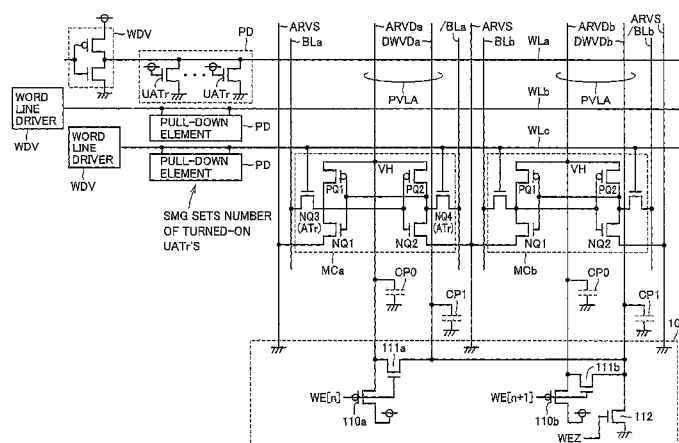 ARVS ARVDa /BLa ARVS ARVDb ARVS
BLa DWVDa BLb DWVDb /BLb
WDV
PD
WLa
UATr ... UATr
PVLA PVLA
WLb
WORD LINE DRIVER
WDV
PULL-DOWN ELEMENT
PD
WLc
WORD LINE DRIVER
WDV
PULL-DOWN ELEMENT
PD
SMG SETS NUMBER OF TURNED-ON UATr'S
VH VH
PQ1 PQ2 PQ1 PQ2
NQ3 (ATr) NQ4 (ATr)
NQ1 NQ2 NQ1 NQ2
MCa MCb
CP0 CP1 CP0 CP1
10
111a 111b
WE[n] WE[n+1]
110a 110b
WEZ 112